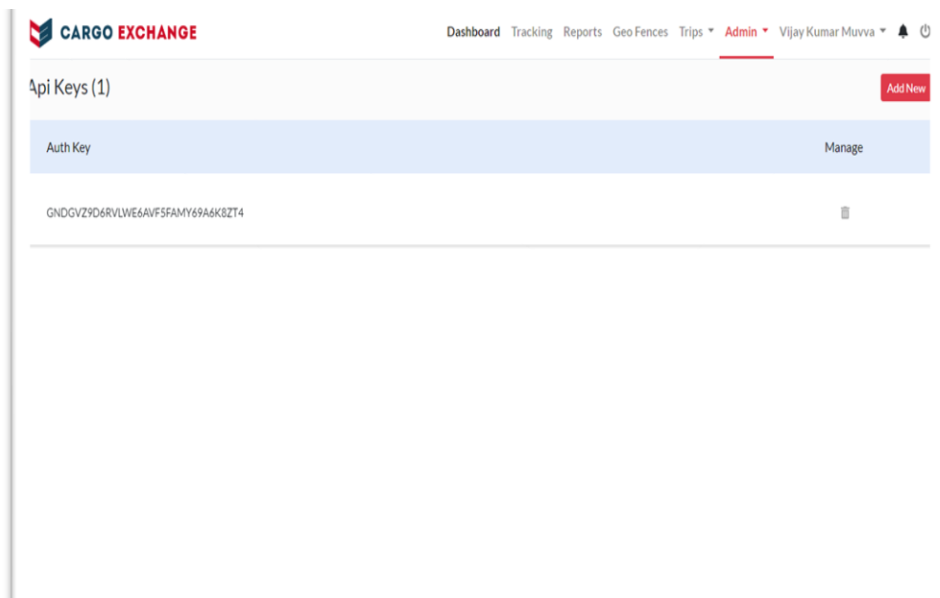 CARGO EXCHANGE
Dashboard Tracking Reports Geo Fences Trips Admin Vijay Kumar Muvva
Api Keys (1)
Add New
Auth Key Manage
GNDGVZ9D6RVLWE6AVF5FAMY69A6K8ZT4